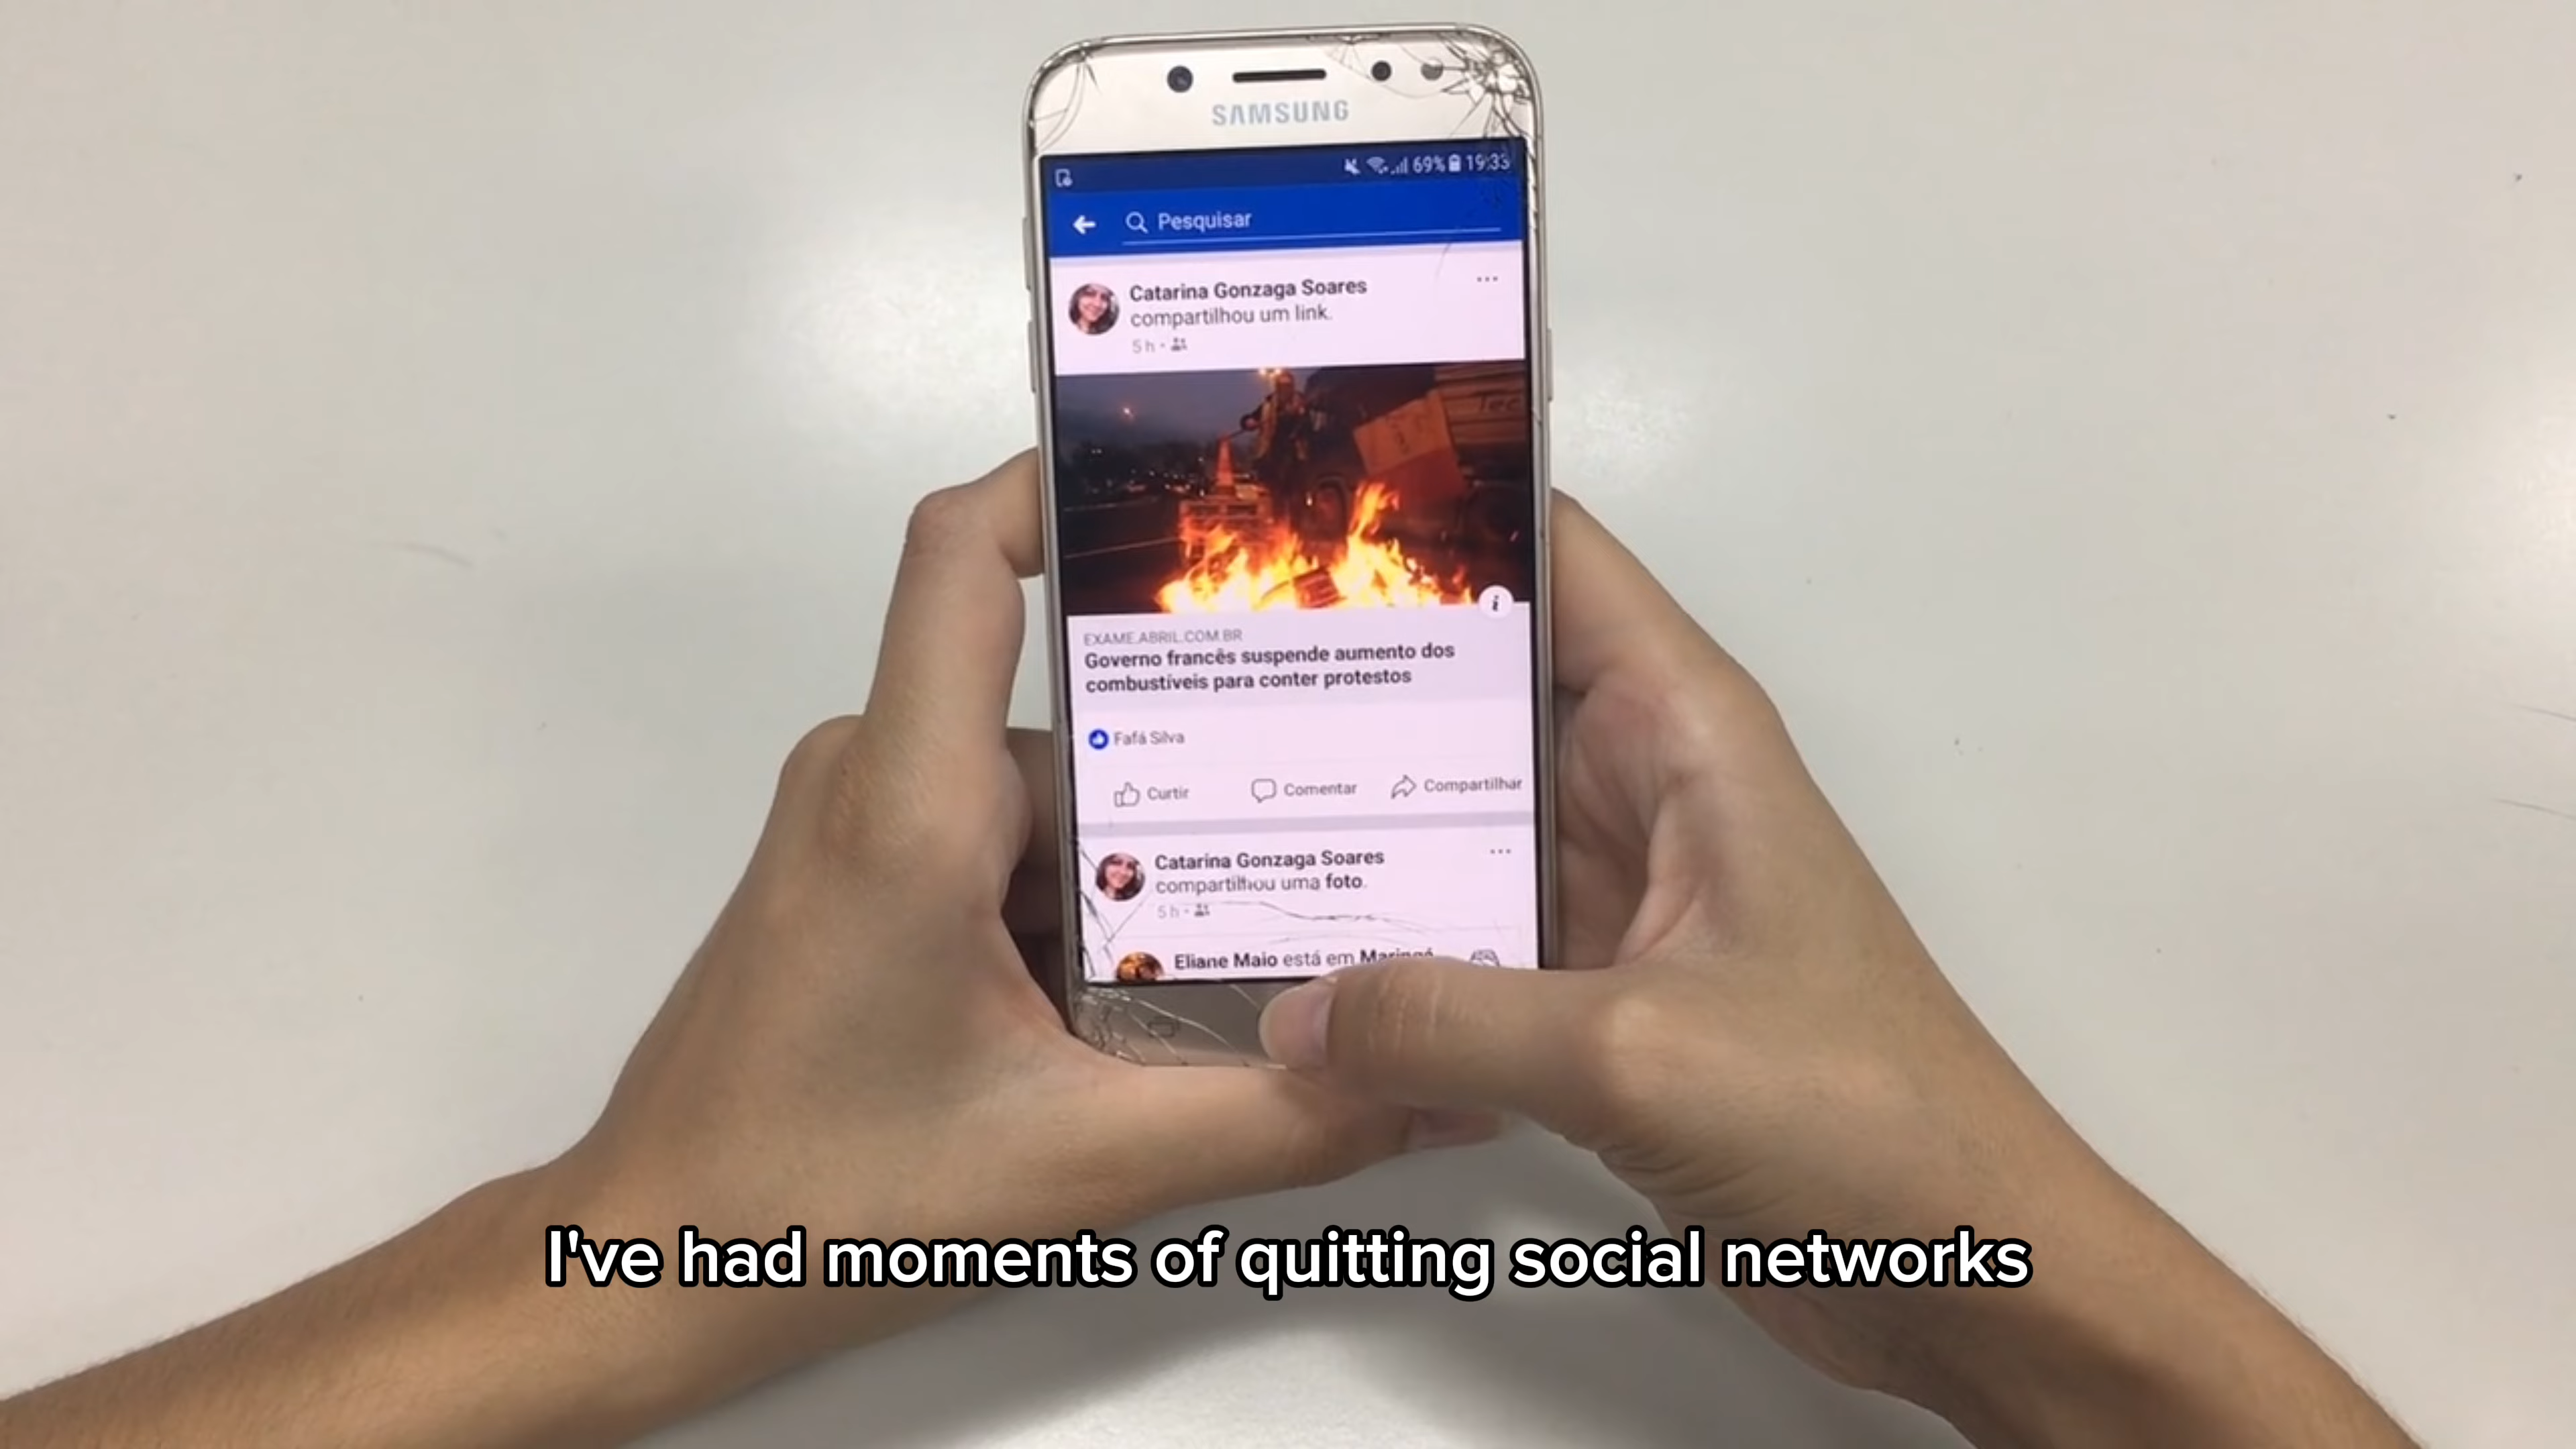 SAMSUNG
69% 19:33
Pesquisar
Catarina Gonzaga Soares
compartilhou um link.
5 h
Tec
EXAME.ABRIL.COM.BR
Governo francês suspende aumento dos
combustíveis para conter protestos
Fafá Silva
Curtir Comentar Compartilhar
Catarina Gonzaga Soares
compartilhou uma foto.
5 h
Eliane Maio está em Maringá
I've had moments of quitting social networks